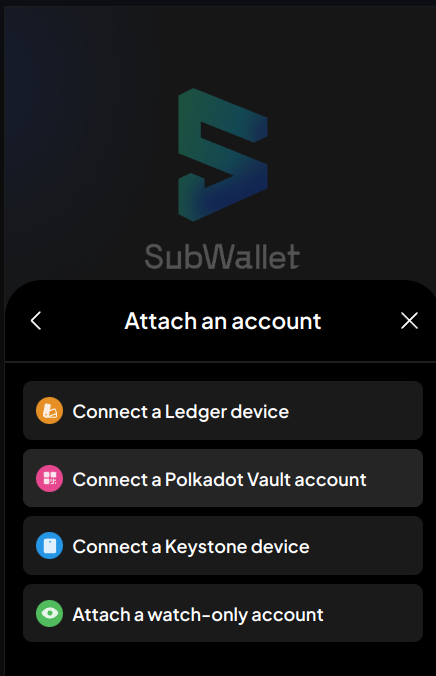 SubWallet
Attach an account
Connect a Ledger device
Connect a Polkadot Vault account
Connect a Keystone device
Attach a watch-only account